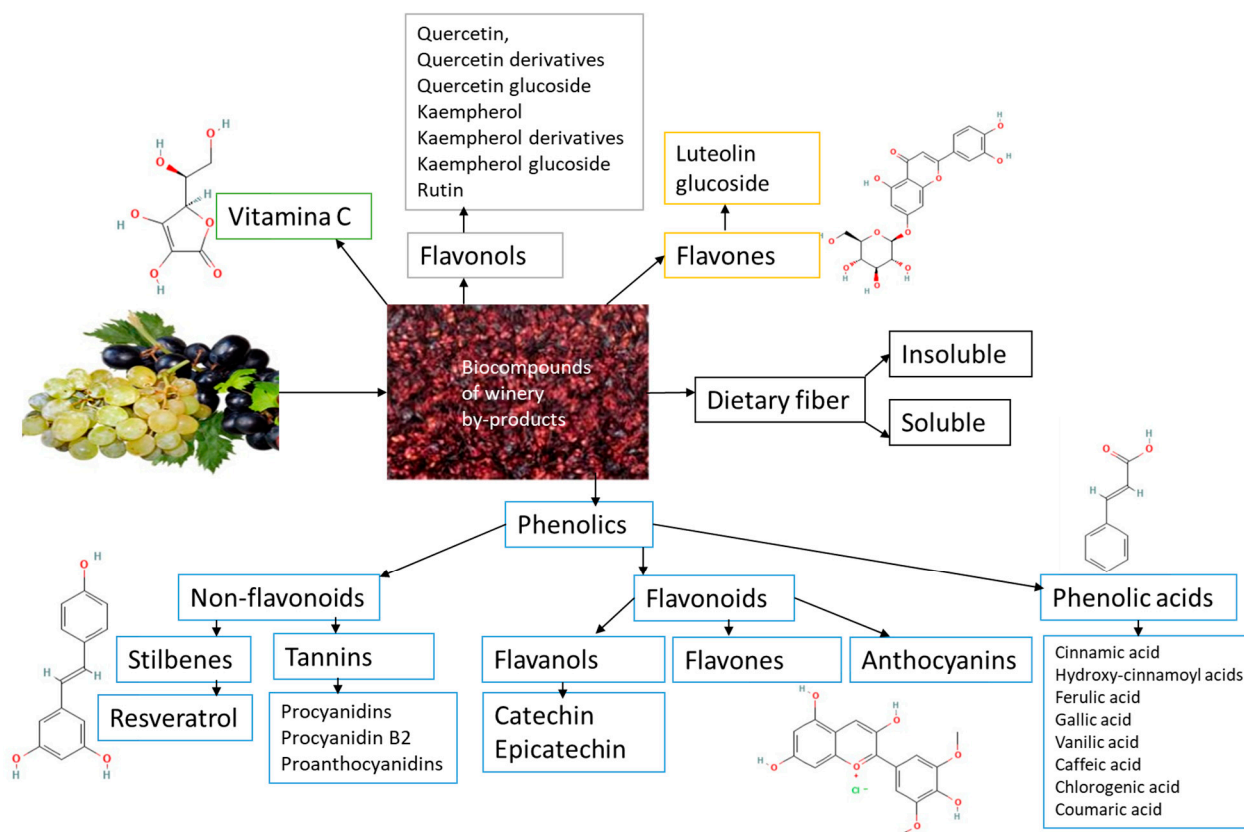 Quercetin,
Quercetin derivatives
Quercetin glucoside
Kaempherol
Kaempherol derivatives
Kaempherol glucoside
Rutin
Luteolin
glucoside
Vitamina C
Flavonols
Flavones
Biocompounds
of winery
by-products
Dietary fiber
Insoluble
Soluble
Phenolics
Non-flavonoids
Flavonoids
Phenolic acids
Stilbenes
Tannins
Flavanols
Flavones
Anthocyanins
Resveratrol
Procyanidins
Procyanidin B2
Proanthocyanidins
Catechin
Epicatechin
Cinnamic acid
Hydroxy-cinnamoyl acids
Ferulic acid
Gallic acid
Vanilic acid
Caffeic acid
Chlorogenic acid
Coumaric acid